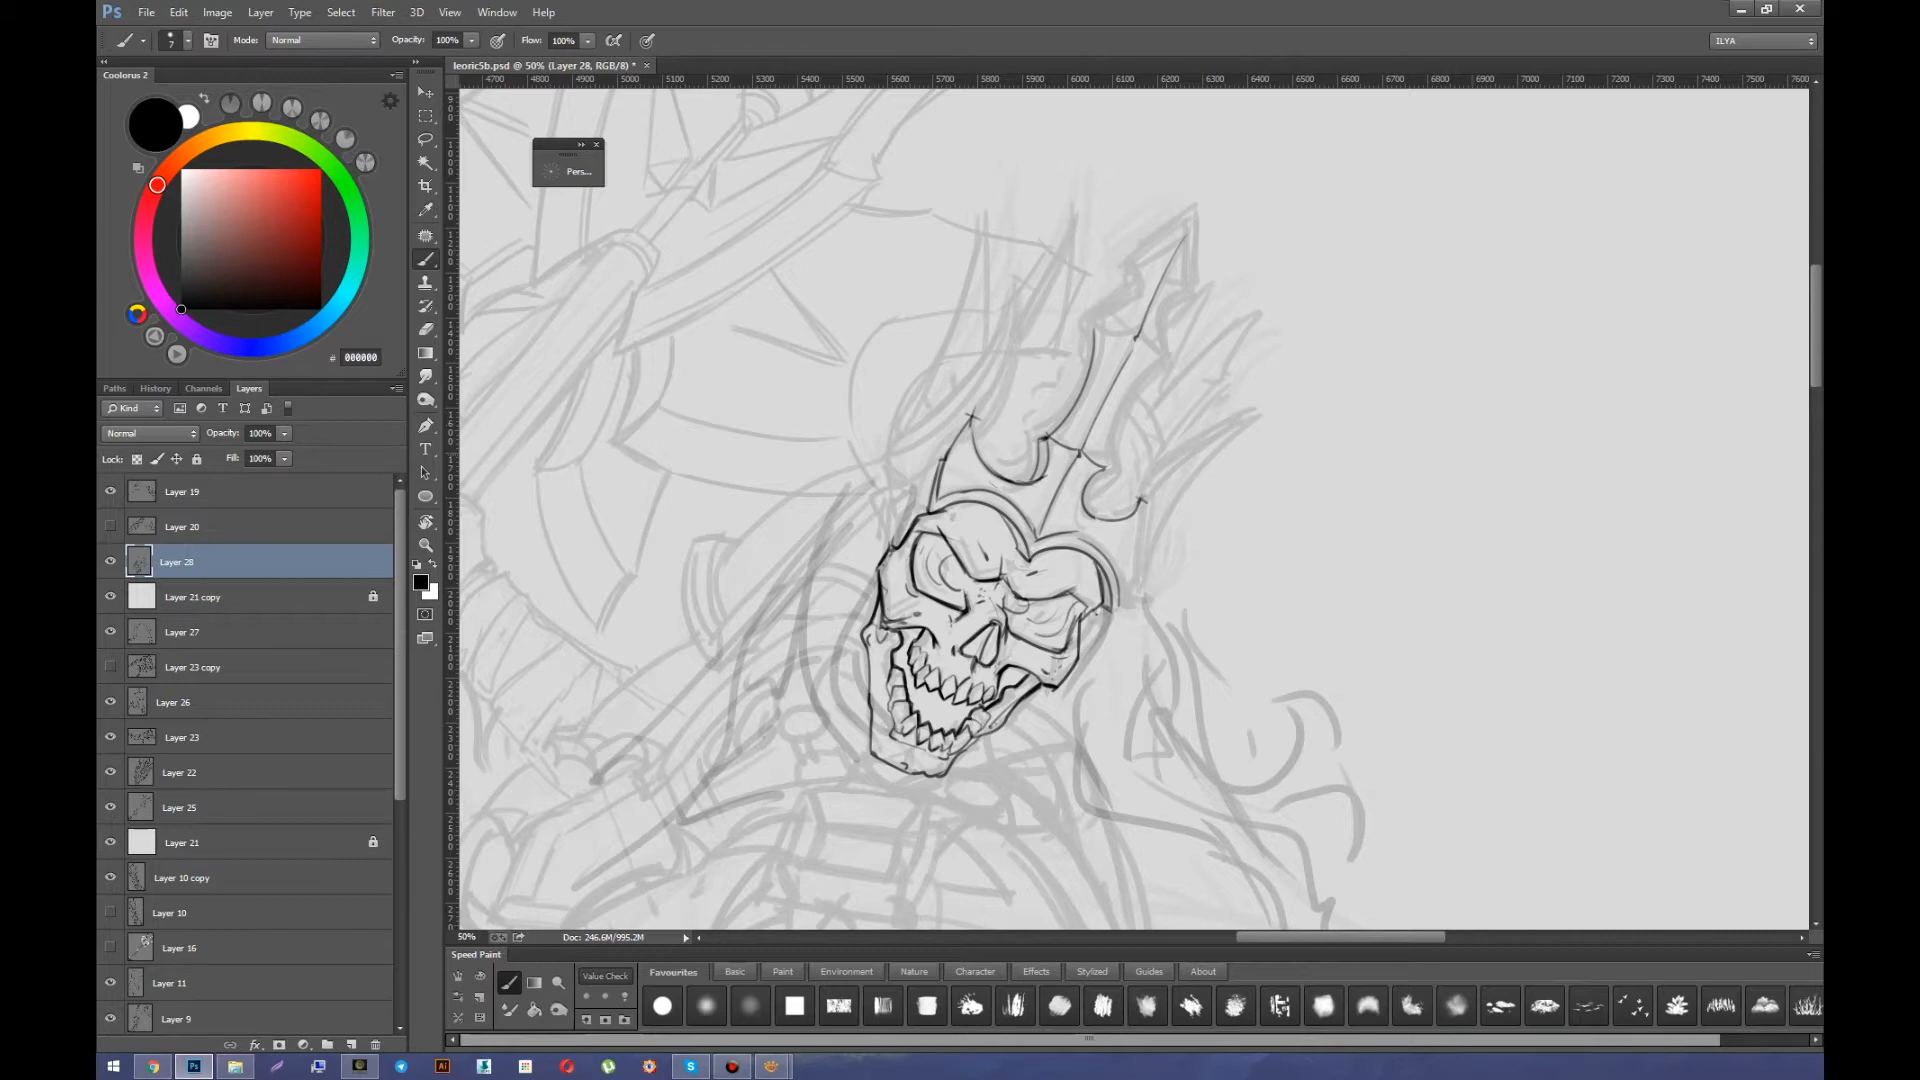 Ps File Edit Image Layer Type Select Filter 3D View Window Help
7 Mode: Normal Opacity: 100% Flow: 100% ILYA
Coolorus 2
leoric5b.psd @ 50% (Layer 28, RGB/8) *
4700 4800 4900 5000 5100 5200 5300 5400 5500 5600 5700 5800 5900 6000 6100 6200 6300 6400 6500 6600 6700 6800 6900 7000 7100 7200 7300 7400 7500 7600
Pers...
# 000000
Paths History Channels Layers
Kind
Normal Opacity: 100%
Lock: Fill: 100%
Layer 19
Layer 20
Layer 28
Layer 21 copy
Layer 27
Layer 23 copy
Layer 26
Layer 23
Layer 22
Layer 25
Layer 21
Layer 10 copy
Layer 10
Layer 16
Layer 11
Layer 9
50% Doc: 246.6M/995.2M
Speed Paint
Value Check Favourites Basic Paint Environment Nature Character Effects Stylized Guides About
fx
Ps Ai S